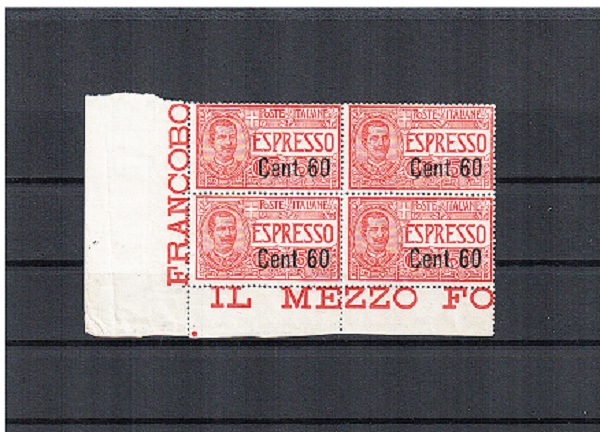 FRANCOBO
POSTE ITALIANE
ESPRESSO
Cent 60
POSTE ITALIANE
ESPRESSO
Cent 60
POSTE ITALIANE
ESPRESSO
Cent 60
POSTE ITALIANE
ESPRESSO
Cent 60
IL MEZZO FO